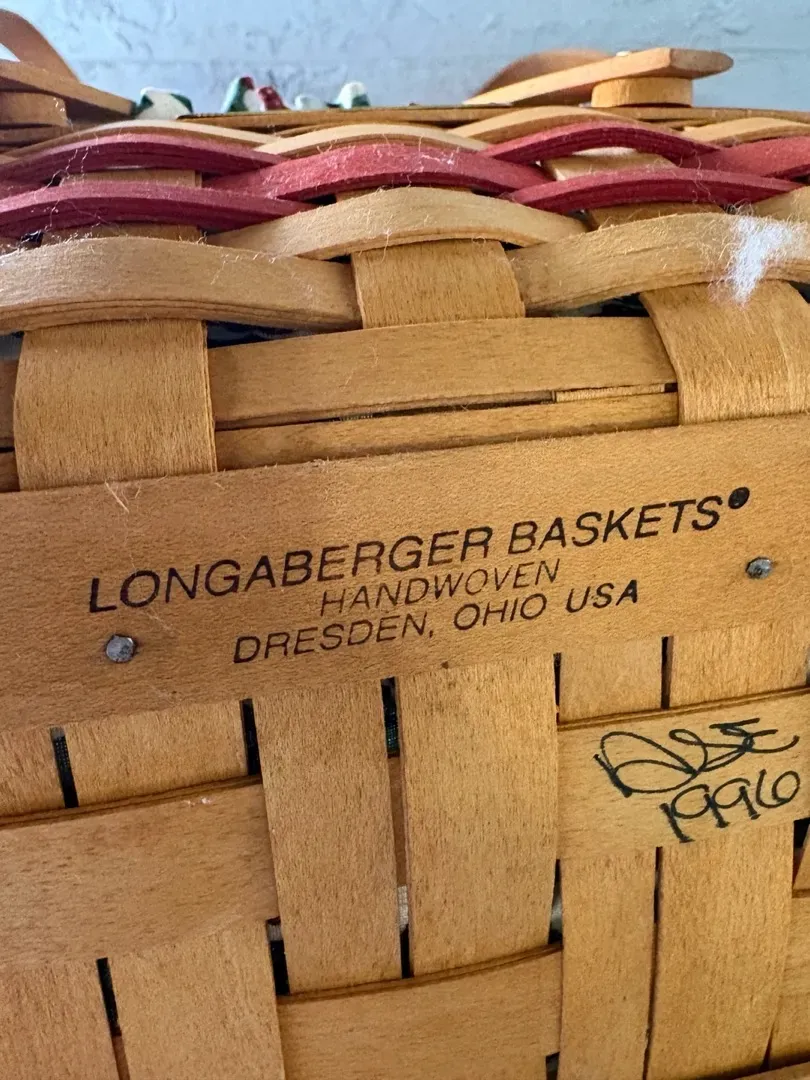 LONGABERGER BASKETS®
HANDWOVEN
DRESDEN, OHIO USA
1996